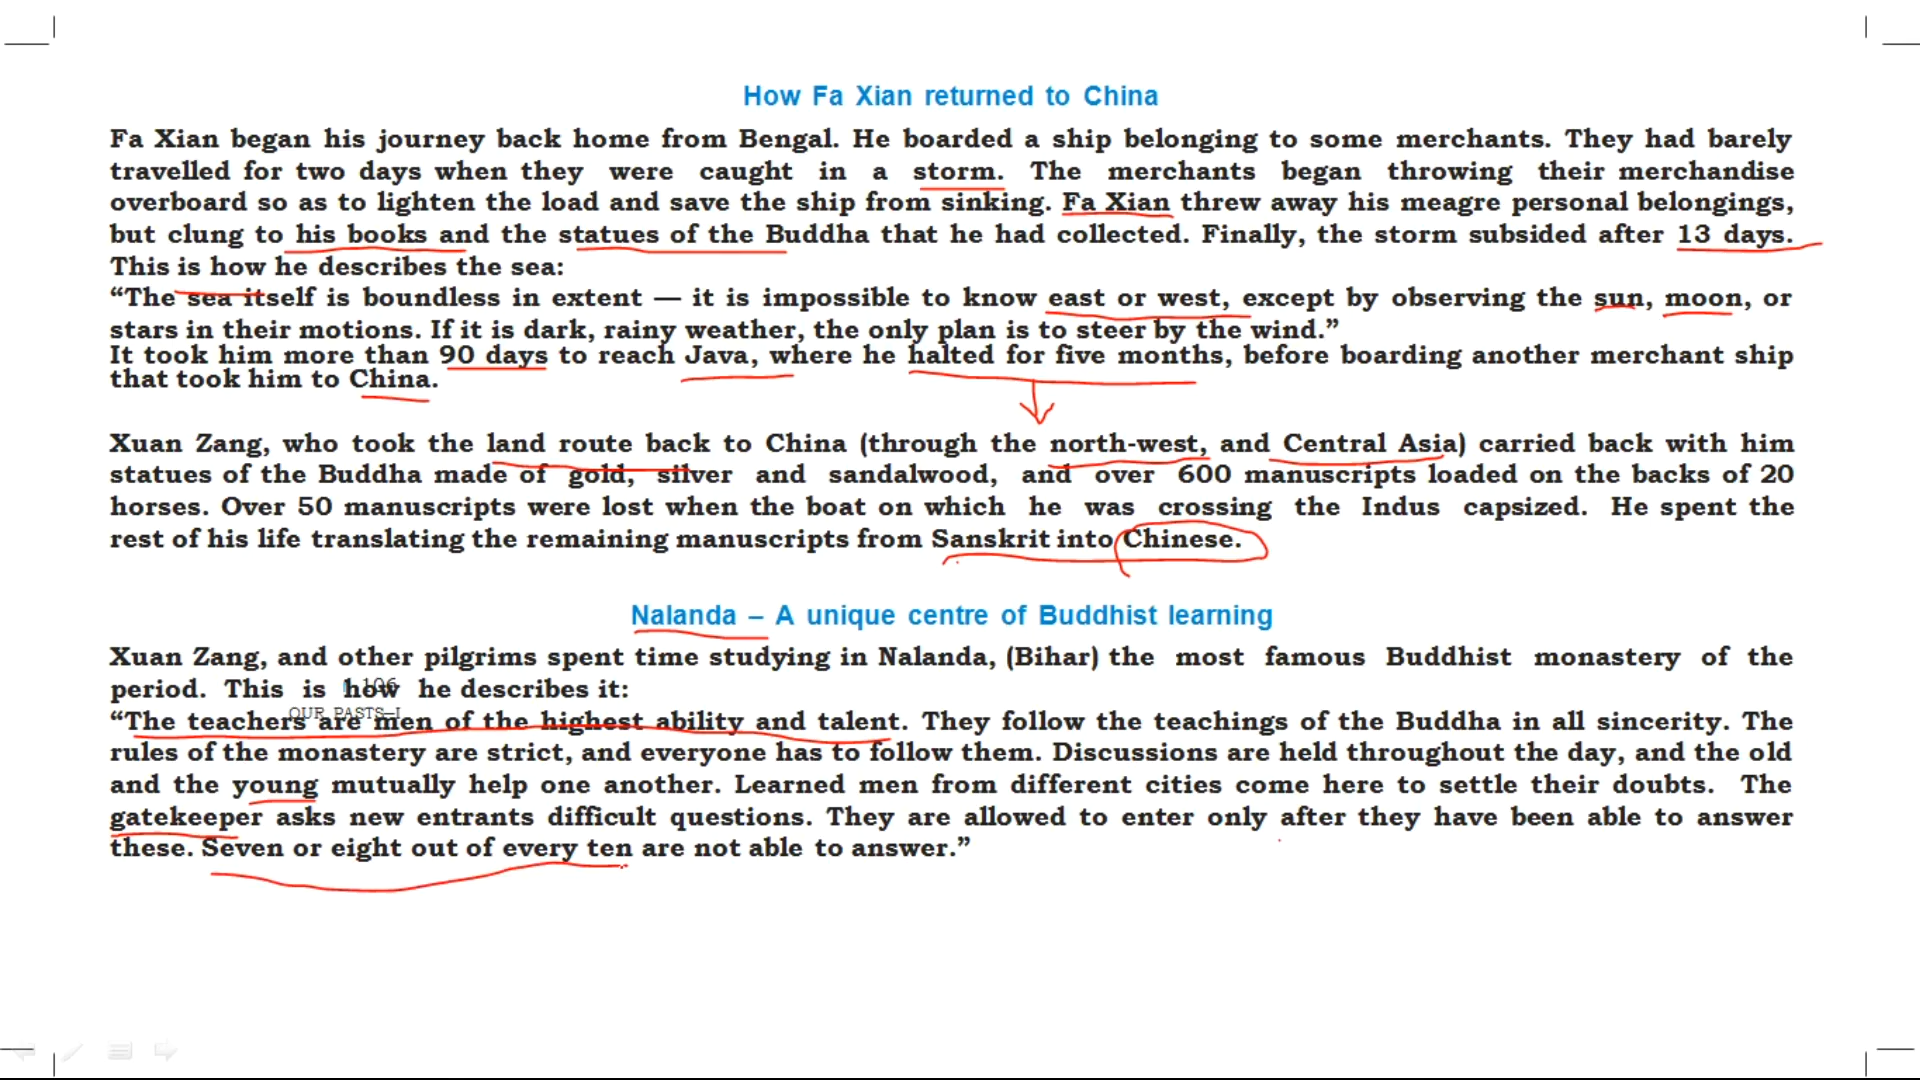 How Fa Xian returned to China
Fa Xian began his journey back home from Bengal. He boarded a ship belonging to some merchants. They had barely
travelled for two days when they were caught in a storm. The merchants began throwing their merchandise
overboard so as to lighten the load and save the ship from sinking. Fa Xian threw away his meagre personal belongings,
but clung to his books and the statues of the Buddha that he had collected. Finally, the storm subsided after 13 days.
This is how he describes the sea:
“The sea itself is boundless in extent — it is impossible to know east or west, except by observing the sun, moon, or
stars in their motions. If it is dark, rainy weather, the only plan is to steer by the wind.”
It took him more than 90 days to reach Java, where he halted for five months, before boarding another merchant ship
that took him to China.
Xuan Zang, who took the land route back to China (through the north-west, and Central Asia) carried back with him
statues of the Buddha made of gold, silver and sandalwood, and over 600 manuscripts loaded on the backs of 20
horses. Over 50 manuscripts were lost when the boat on which he was crossing the Indus capsized. He spent the
rest of his life translating the remaining manuscripts from Sanskrit into Chinese.
Nalanda – A unique centre of Buddhist learning
Xuan Zang, and other pilgrims spent time studying in Nalanda, (Bihar) the most famous Buddhist monastery of the
period. This is how he describes it:
106
OUR PASTS–I
“The teachers are men of the highest ability and talent. They follow the teachings of the Buddha in all sincerity. The
rules of the monastery are strict, and everyone has to follow them. Discussions are held throughout the day, and the old
and the young mutually help one another. Learned men from different cities come here to settle their doubts. The
gatekeeper asks new entrants difficult questions. They are allowed to enter only after they have been able to answer
these. Seven or eight out of every ten are not able to answer.”